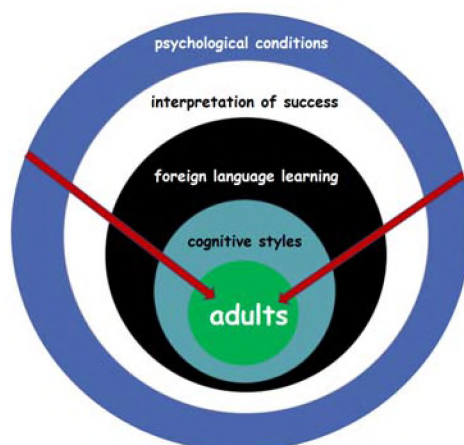 psychological conditions
interpretation of success
foreign language learning
cognitive styles
adults